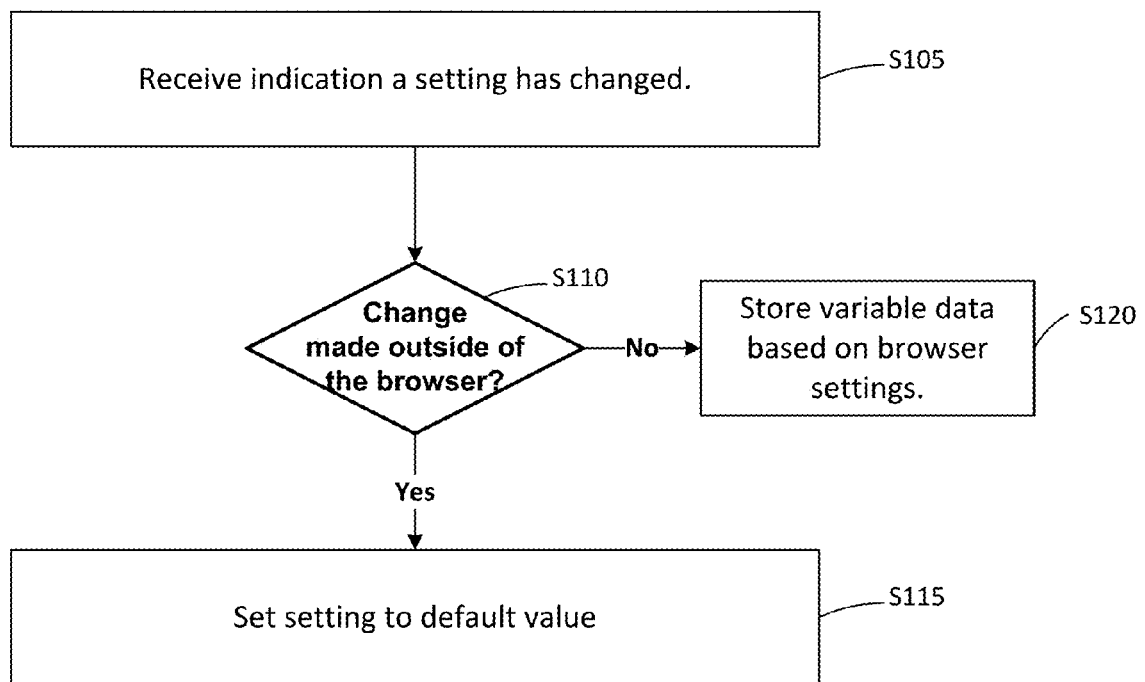 Receive indication a setting has changed.
S105
S110
Change
made outside of
the browser?
No
Store variable data
based on browser
settings.
S120
Yes
Set setting to default value
S115